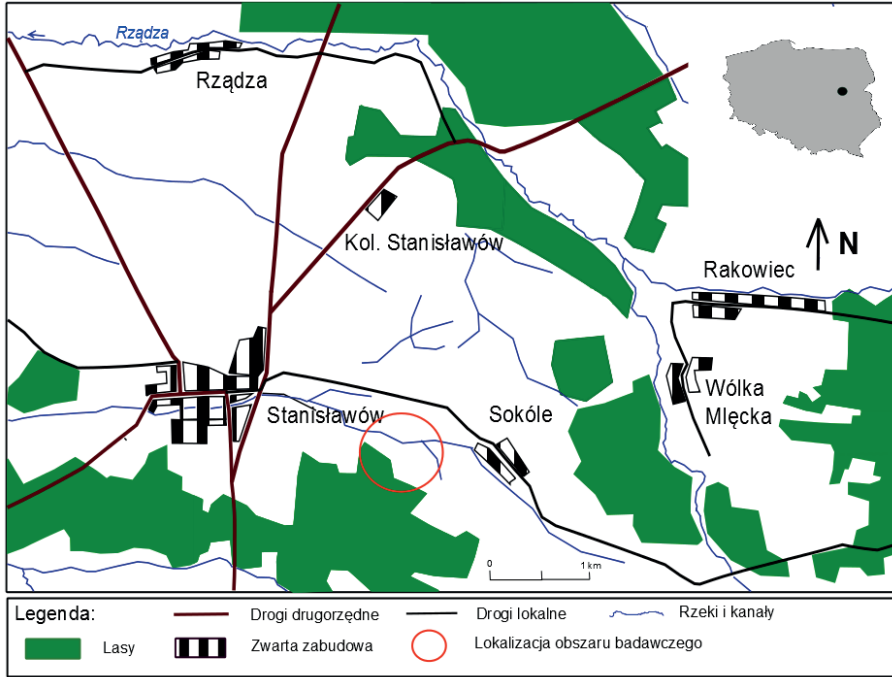 Rządza
Rządza
Kol. Stanisławów
N
Rakowiec
Wólka
Mlęcka
Stanisławów
Sokóle
0 1 km
Legenda:
Drogi drugorzędne
Drogi lokalne
Rzeki i kanały
Lasy
Zwarta zabudowa
Lokalizacja obszaru badawczego